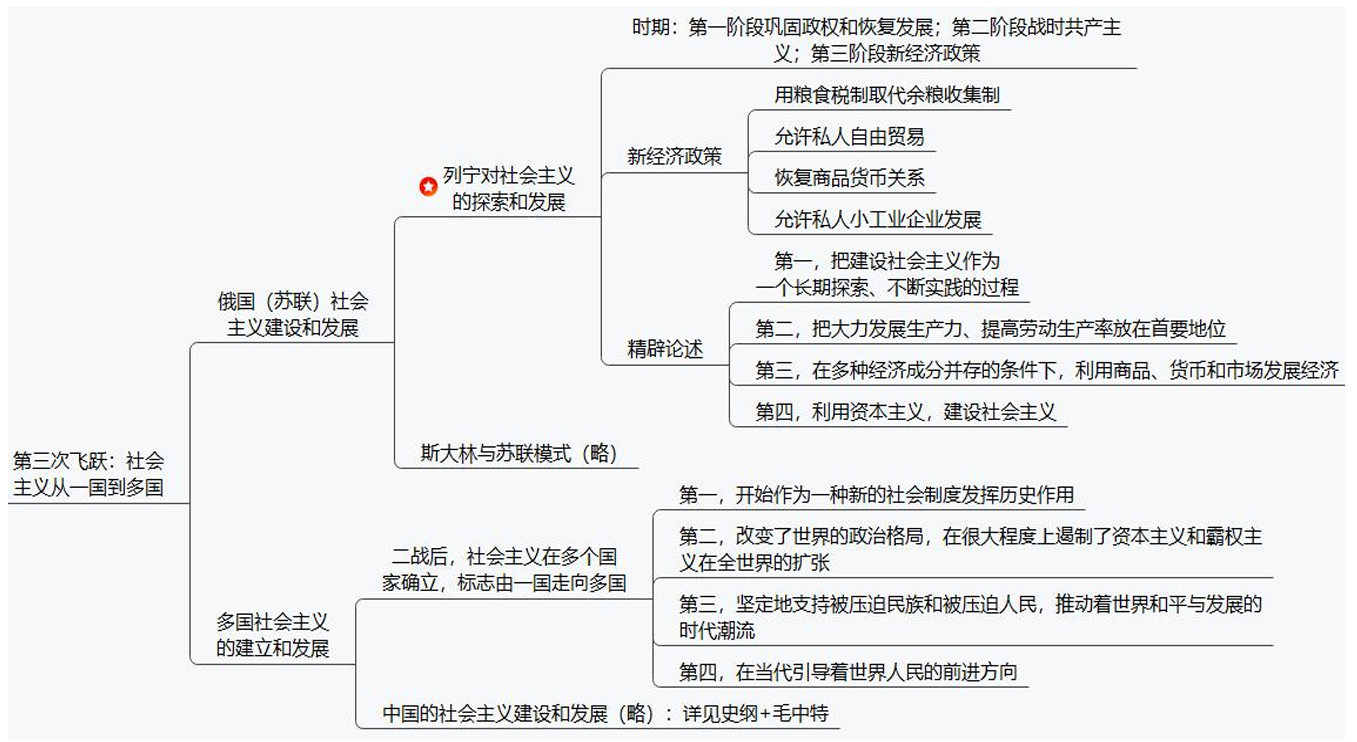 第三次飞跃：社会
主义从一国到多国
俄国（苏联）社会
主义建设和发展
列宁对社会主义
的探索和发展
时期：第一阶段巩固政权和恢复发展；第二阶段战时共产主
义；第三阶段新经济政策
新经济政策
用粮食税制取代余粮收集制
允许私人自由贸易
恢复商品货币关系
允许私人小工业企业发展
精辟论述
第一，把建设社会主义作为
一个长期探索、不断实践的过程
第二，把大力发展生产力、提高劳动生产率放在首要地位
第三，在多种经济成分并存的条件下，利用商品、货币和市场发展经济
第四，利用资本主义，建设社会主义
斯大林与苏联模式（略）
多国社会主义
的建立和发展
二战后，社会主义在多个国
家确立，标志由一国走向多国
第一，开始作为一种新的社会制度发挥历史作用
第二，改变了世界的政治格局，在很大程度上遏制了资本主义和霸权主
义在全世界的扩张
第三，坚定地支持被压迫民族和被压迫人民，推动着世界和平与发展的
时代潮流
第四，在当代引导着世界人民的前进方向
中国的社会主义建设和发展（略）：详见史纲+毛中特